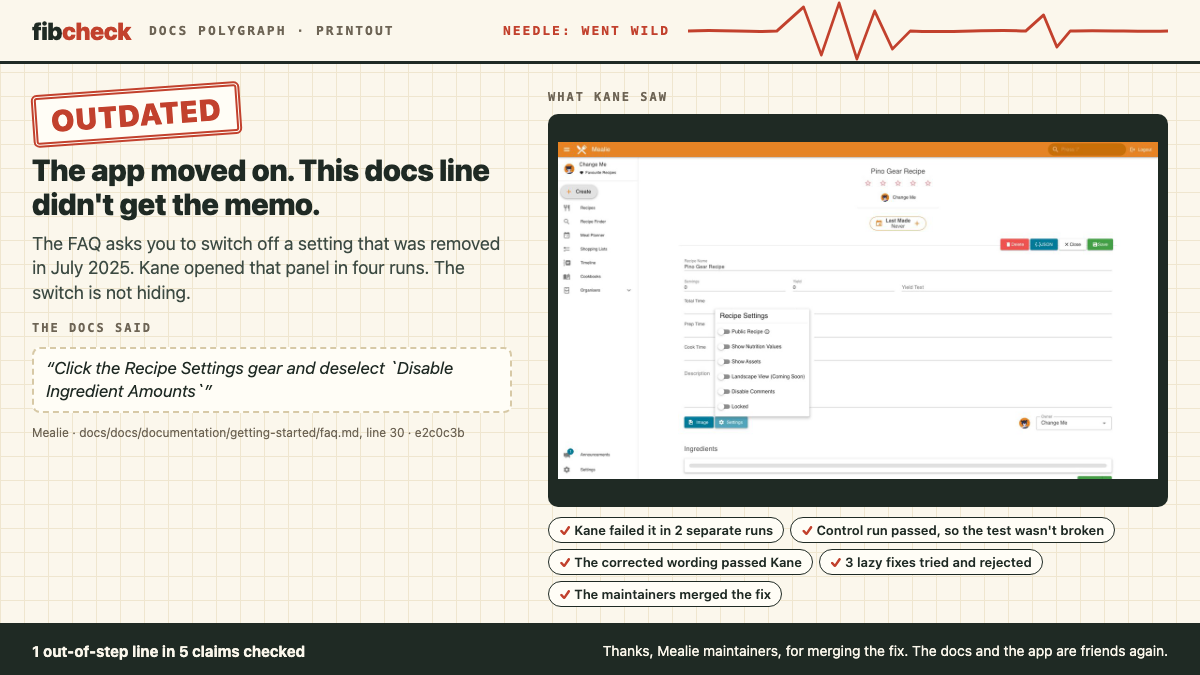 fibcheck DOCS POLYGRAPH · PRINTOUT
NEEDLE: WENT WILD
OUTDATED
The app moved on. This docs line
didn't get the memo.
The FAQ asks you to switch off a setting that was removed
in July 2025. Kane opened that panel in four runs. The
switch is not hiding.
THE DOCS SAID
“Click the Recipe Settings gear and deselect `Disable
Ingredient Amounts`”
Mealie · docs/docs/documentation/getting-started/faq.md, line 30 · e2c0c3b
WHAT KANE SAW
Mealie
Logout
Change Me
Favorite Recipes
Create
Recipes
Recipe Finder
Meal Planner
Shopping Lists
Timeline
Cookbooks
Organizers
Announcements
Settings
Pino Gear Recipe
Change Me
Last Made
Never
Delete
JSON
Close
Save
Recipe Name
Pino Gear Recipe
0
0
Yield Text
Total Time
Prep Time
Cook Time
Description
Recipe Settings
Public Recipe
Show Nutrition Values
Show Assets
Landscape View (Coming Soon)
Disable Comments
Locked
Image
Settings
Owner
Change Me
Ingredients
Kane failed it in 2 separate runs
Control run passed, so the test wasn't broken
The corrected wording passed Kane
3 lazy fixes tried and rejected
The maintainers merged the fix
1 out-of-step line in 5 claims checked
Thanks, Mealie maintainers, for merging the fix. The docs and the app are friends again.